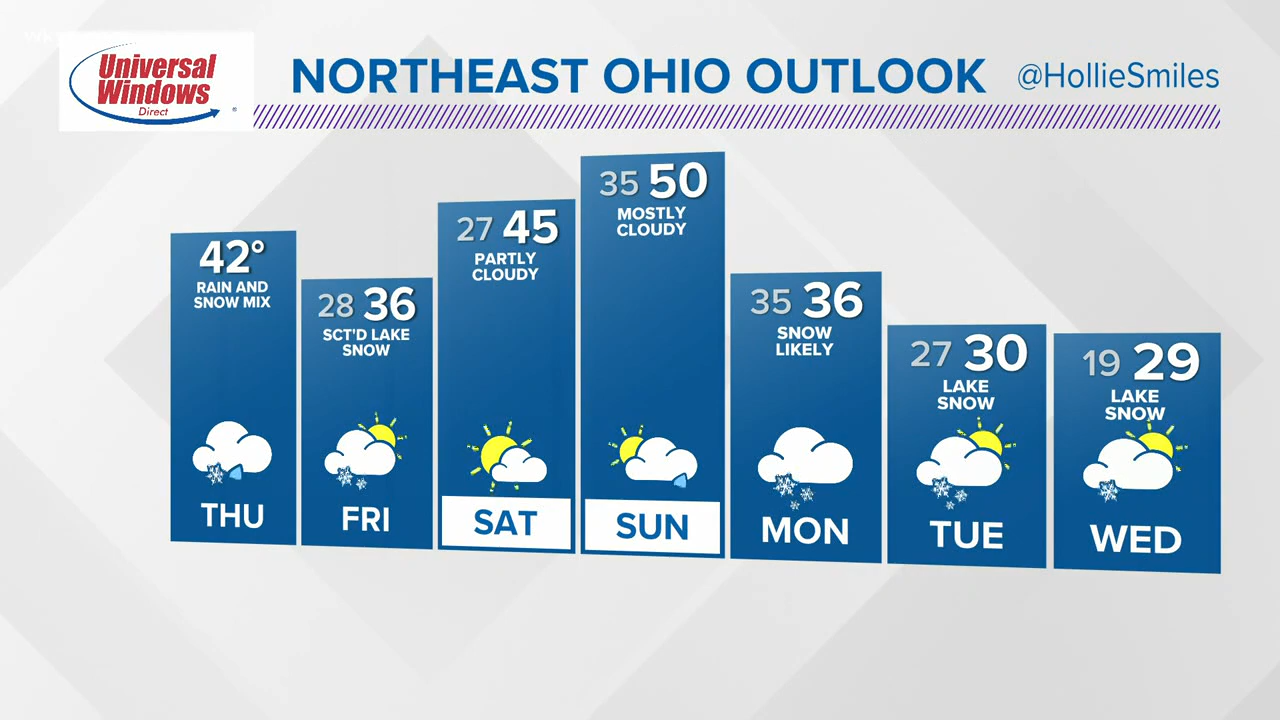 Universal
Windows
Direct
®
NORTHEAST OHIO OUTLOOK
@HollieSmiles
42°
RAIN AND
SNOW MIX
THU
28 36
SCT'D LAKE
SNOW
FRI
27 45
PARTLY
CLOUDY
SAT
35 50
MOSTLY
CLOUDY
SUN
35 36
SNOW
LIKELY
MON
27 30
LAKE
SNOW
TUE
19 29
LAKE
SNOW
WED